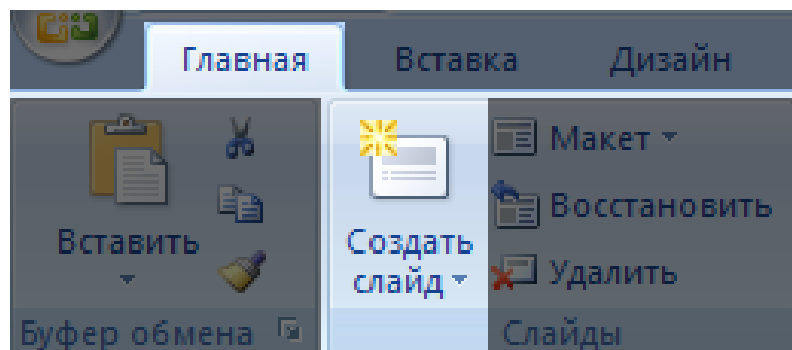 Главная Вставка Дизайн
Вставить
Буфер обмена
Создать
слайд
Макет
Восстановить
Удалить
Слайды